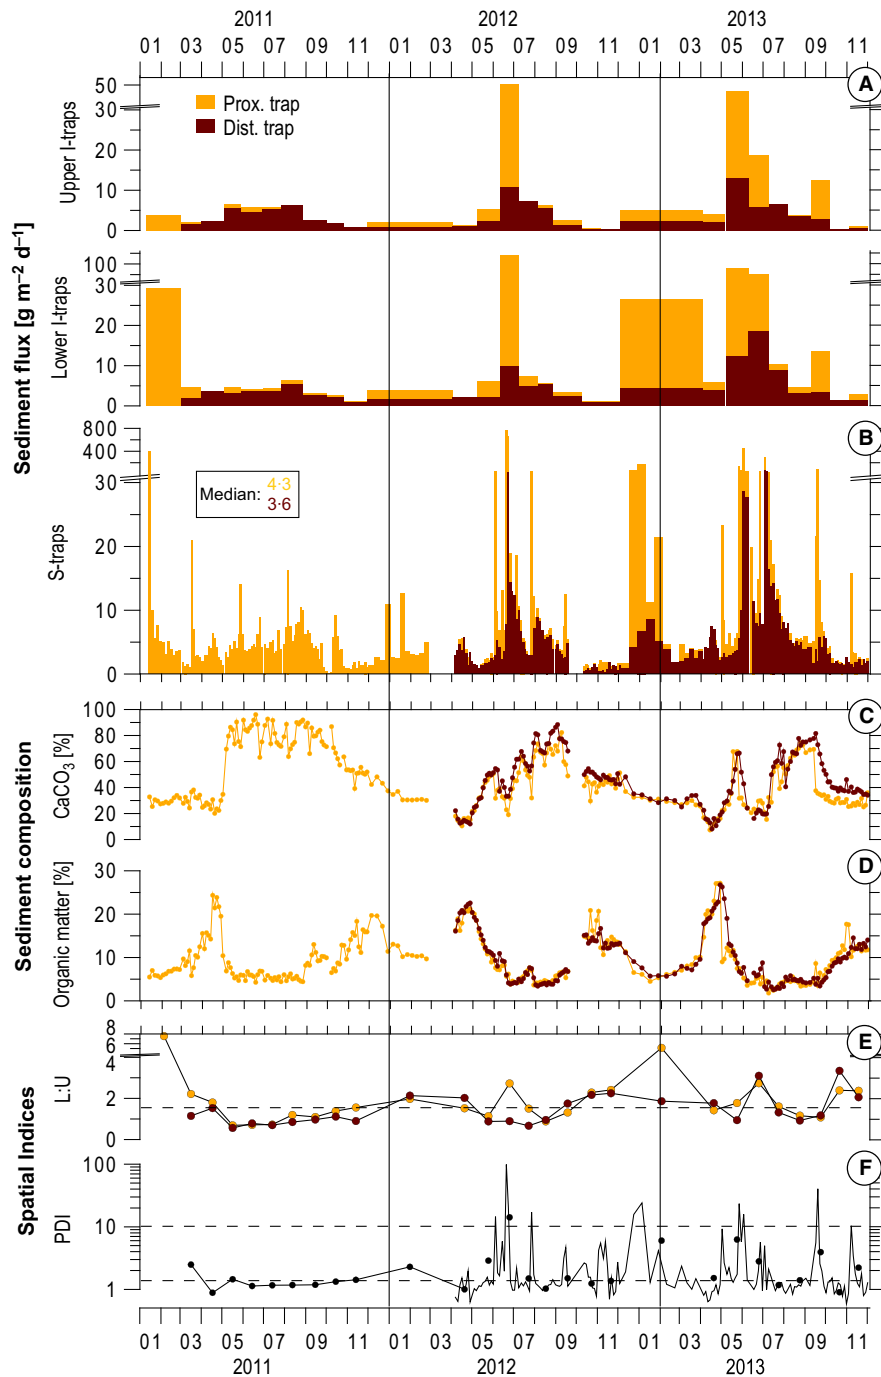 2011 2012 2013
01 03 05 07 09 11 01 03 05 07 09 11 01 03 05 07 09 11
Sediment flux [g m⁻² d⁻¹]
Upper I-traps
50
30
20
10
0
Prox. trap
Dist. trap
A
Lower I-traps
100
30
20
10
0
S-traps
800
400
30
20
10
0
Median: 4·3
3·6
B
Sediment composition
CaCO₃ [%]
100
80
60
40
20
0
C
Organic matter [%]
30
20
10
0
D
Spatial Indices
L:U
8
6
4
2
0
E
PDI
100
10
1
F
01 03 05 07 09 11 01 03 05 07 09 11 01 03 05 07 09 11
2011 2012 2013